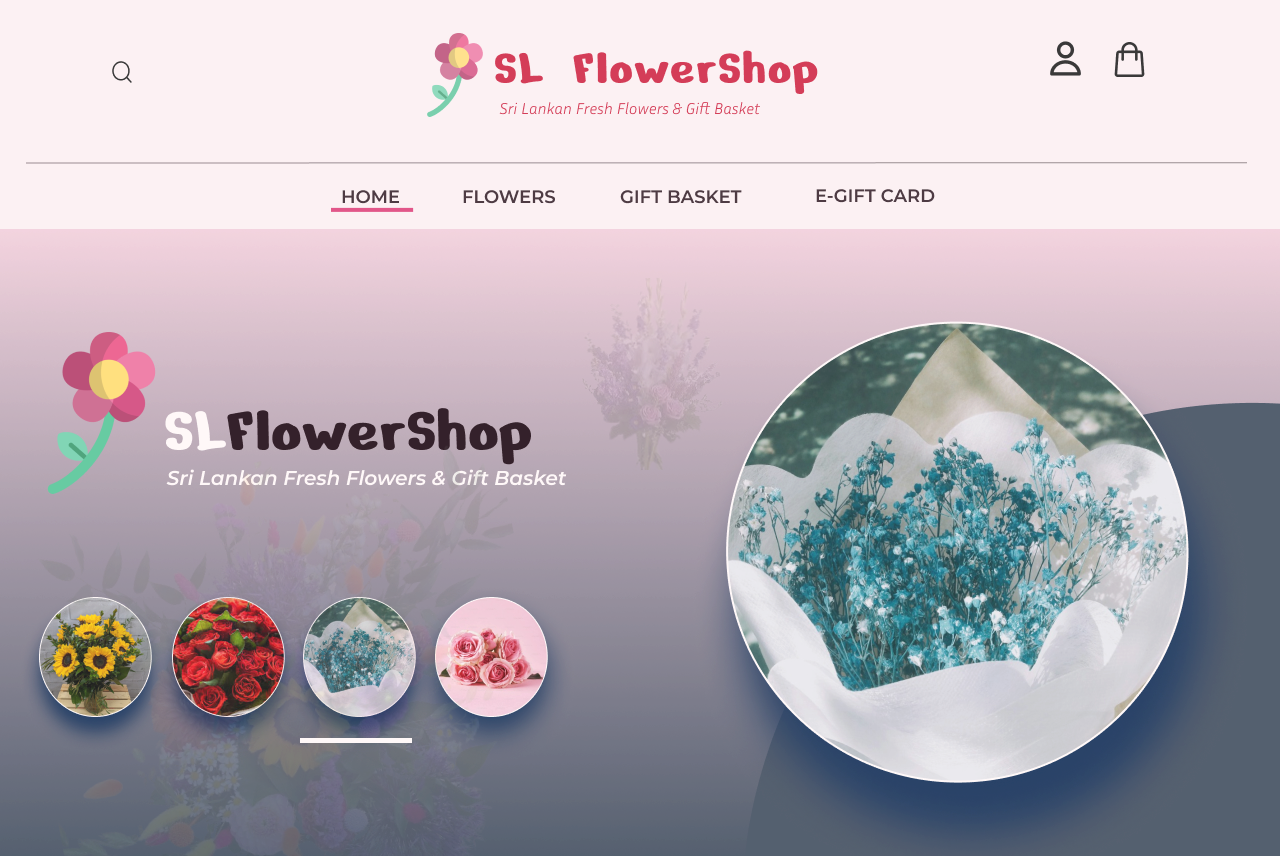 SL FlowerShop
Sri Lankan Fresh Flowers & Gift Basket
HOME FLOWERS GIFT BASKET E-GIFT CARD
SLFlowerShop
Sri Lankan Fresh Flowers & Gift Basket